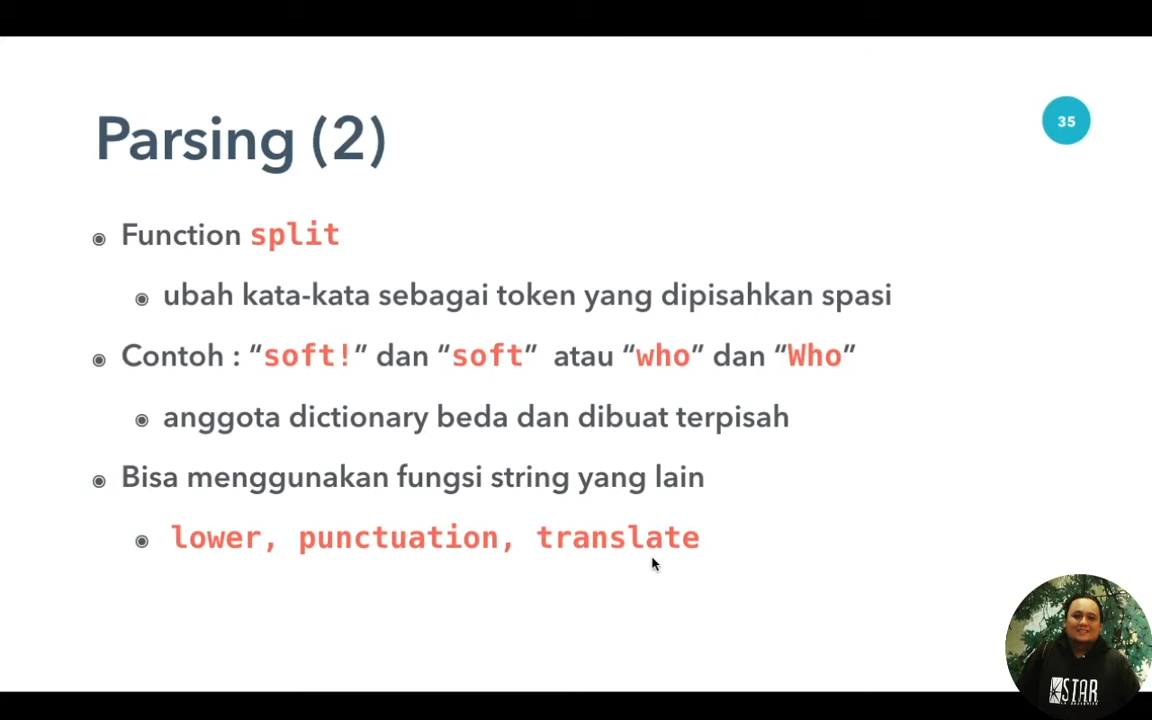 Parsing (2)
35
Function split
ubah kata-kata sebagai token yang dipisahkan spasi
Contoh : “soft!” dan “soft” atau “who” dan “Who”
anggota dictionary beda dan dibuat terpisah
Bisa menggunakan fungsi string yang lain
lower, punctuation, translate
STAR